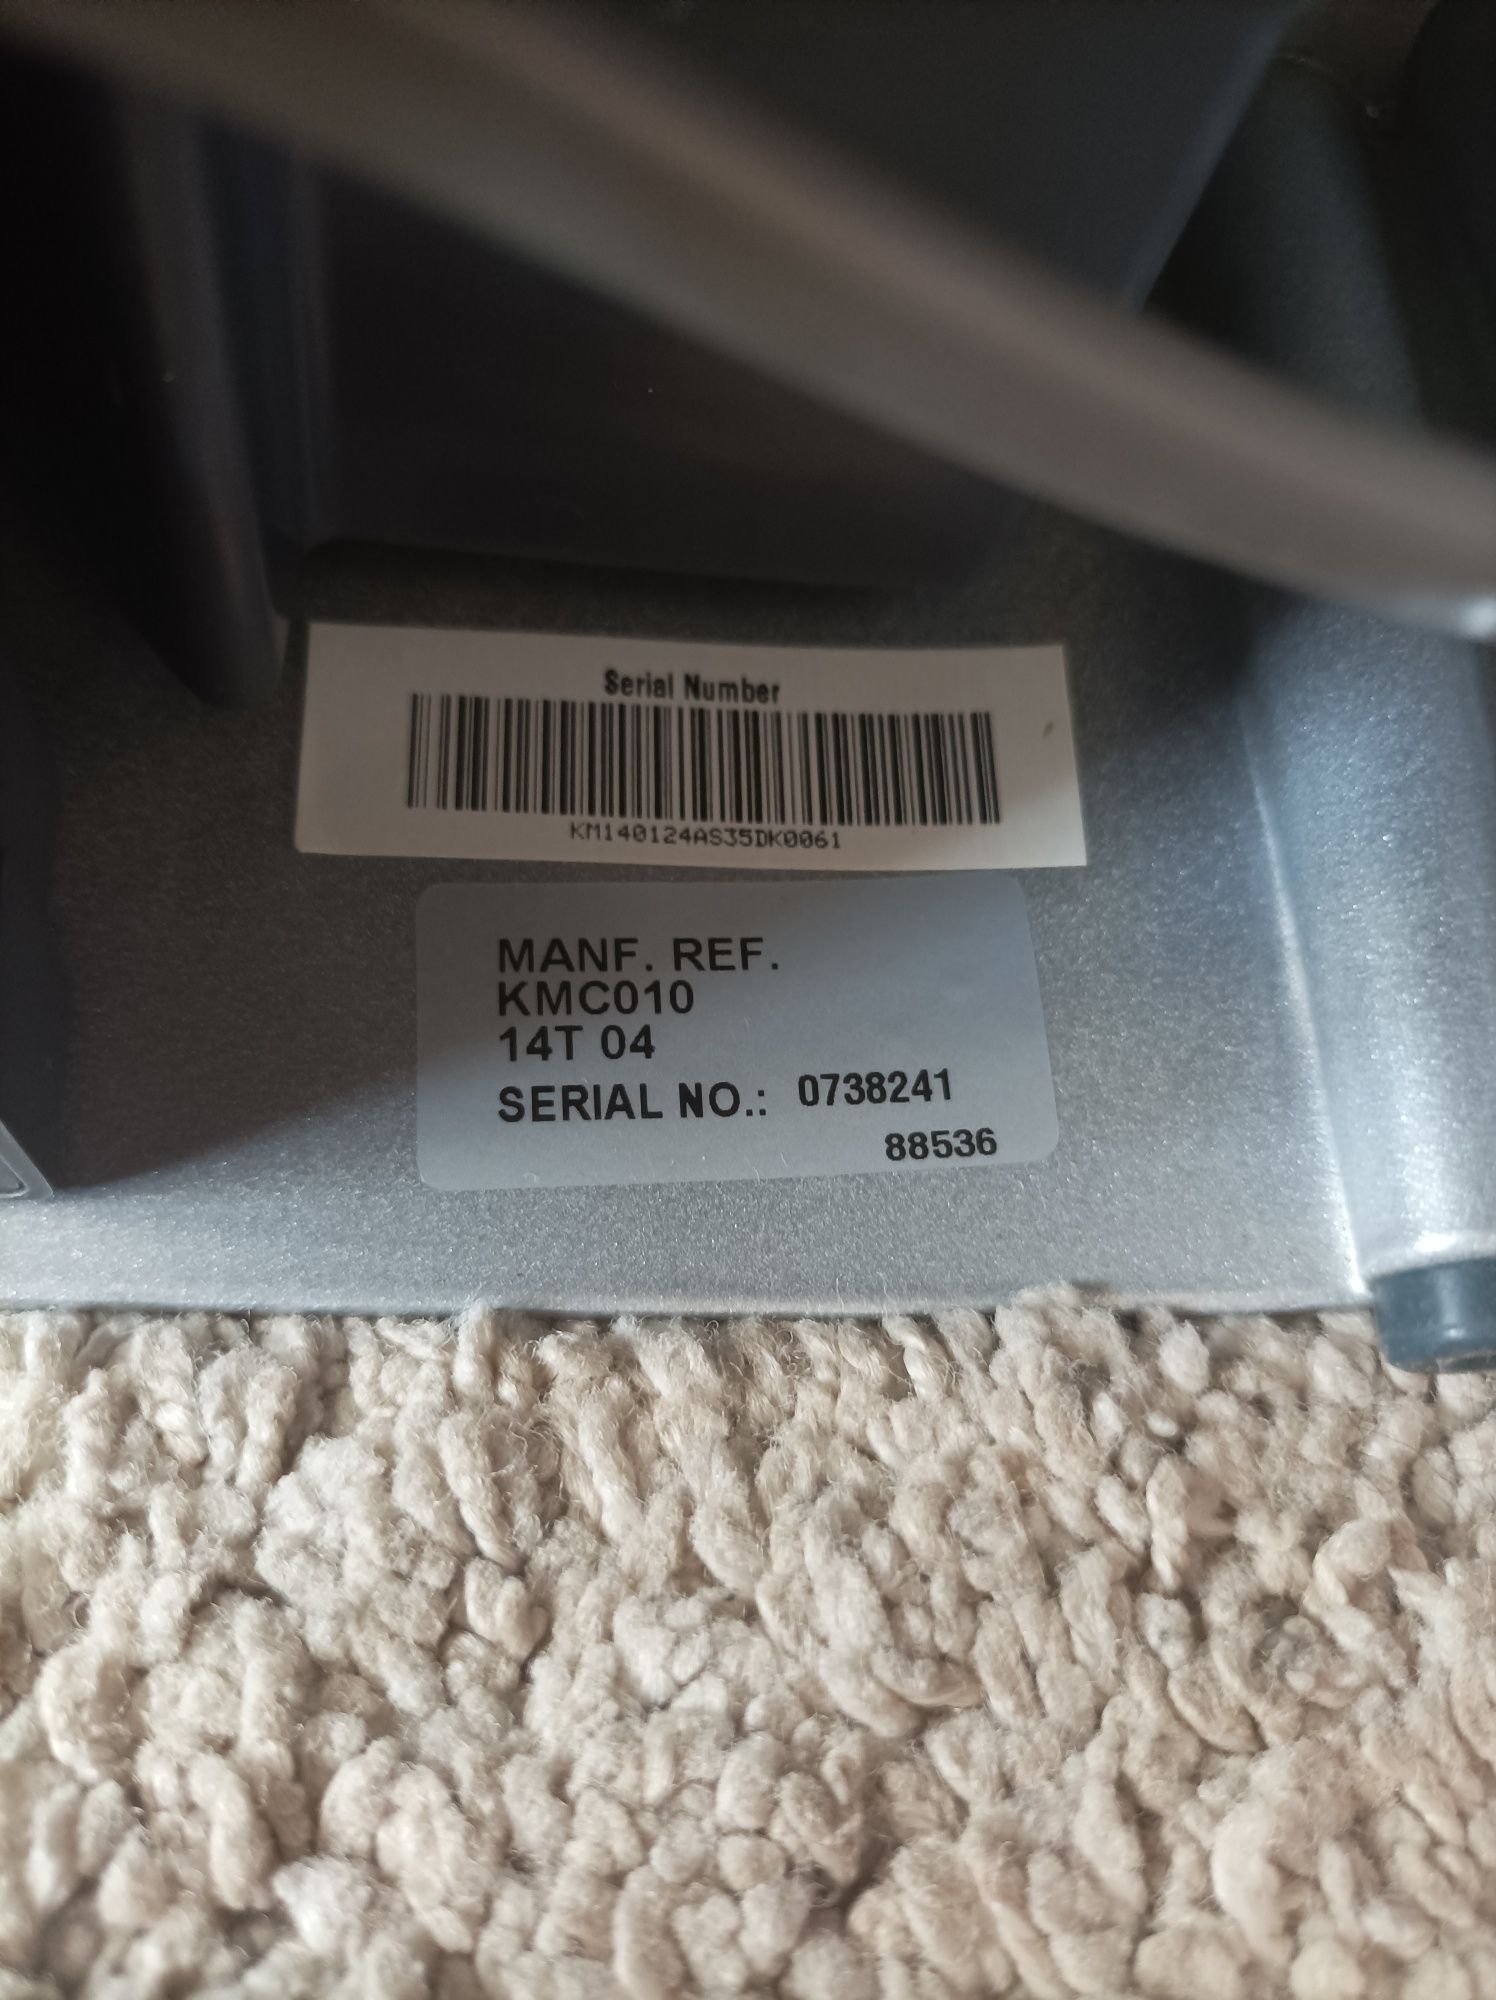 Serial Number
KM140124AS35DK0061
MANF. REF.
KMC010
14T 04
SERIAL NO.: 0738241
88536